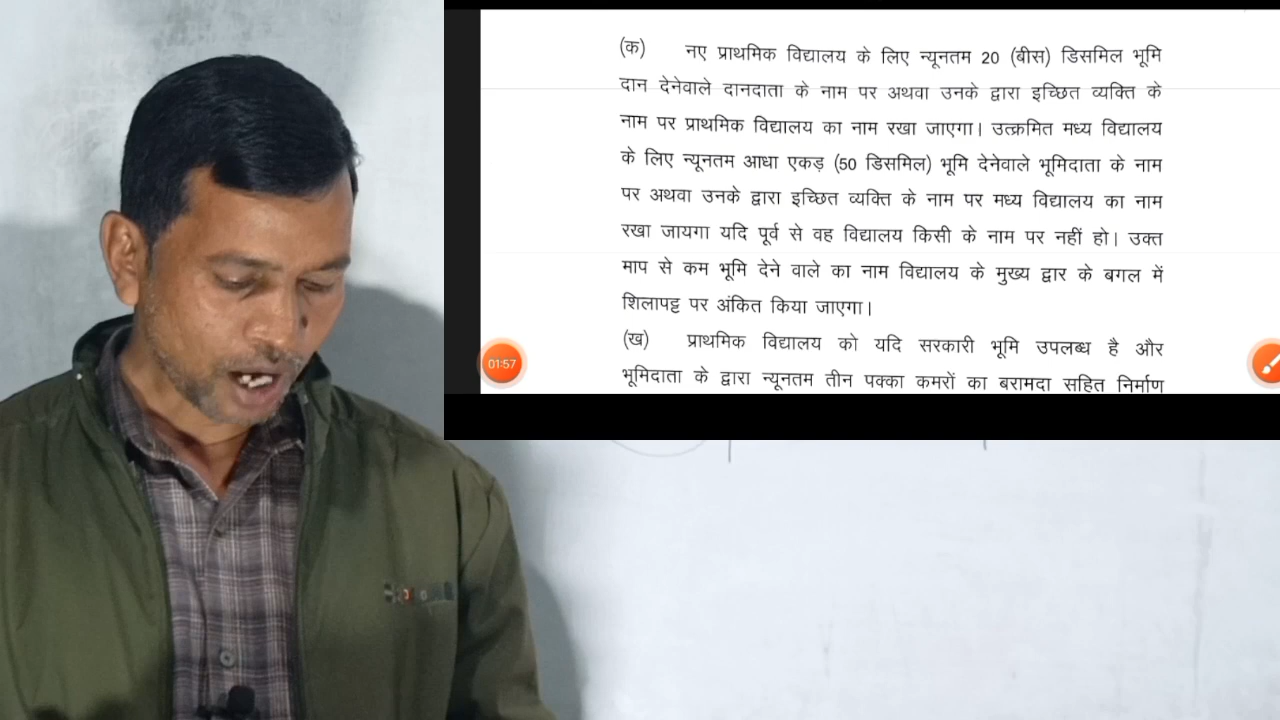 (क) नए प्राथमिक विद्यालय के लिए न्यूनतम 20 (बीस) डिसमिल भूमि
दान देनेवाले दानदाता के नाम पर अथवा उनके द्वारा इच्छित व्यक्ति के
नाम पर प्राथमिक विद्यालय का नाम रखा जाएगा। उत्क्रमित मध्य विद्यालय
के लिए न्यूनतम आधा एकड़ (50 डिसमिल) भूमि देनेवाले भूमिदाता के नाम
पर अथवा उनके द्वारा इच्छित व्यक्ति के नाम पर मध्य विद्यालय का नाम
रखा जायगा यदि पूर्व से वह विद्यालय किसी के नाम पर नहीं हो। उक्त
माप से कम भूमि देने वाले का नाम विद्यालय के मुख्य द्वार के बगल में
शिलापट्ट पर अंकित किया जाएगा।
(ख) प्राथमिक विद्यालय को यदि सरकारी भूमि उपलब्ध है और
भूमिदाता के द्वारा न्यूनतम तीन पक्का कमरों का बरामदा सहित निर्माण
01:57